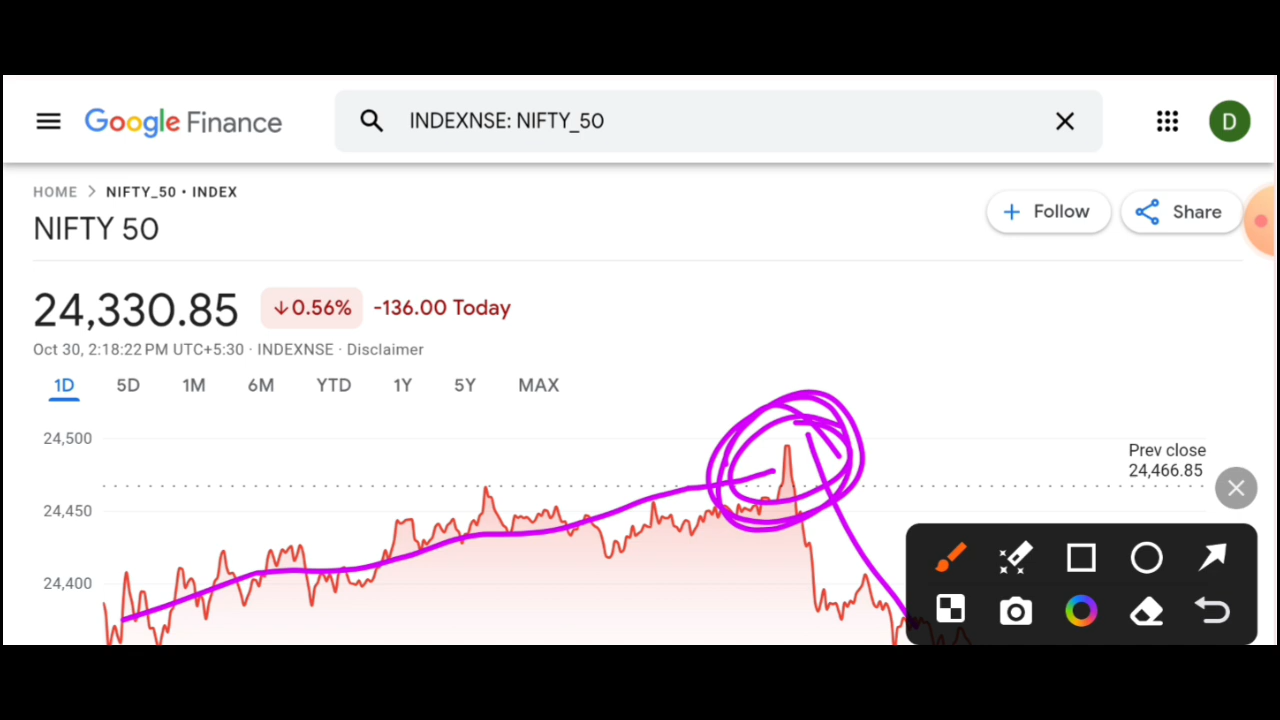 Google Finance
INDEXNSE: NIFTY_50
D
HOME > NIFTY_50 • INDEX
NIFTY 50
Follow
Share
24,330.85
↓0.56%
-136.00 Today
Oct 30, 2:18:22 PM UTC+5:30 · INDEXNSE · Disclaimer
1D 5D 1M 6M YTD 1Y 5Y MAX
24,500
Prev close
24,466.85
24,450
24,400